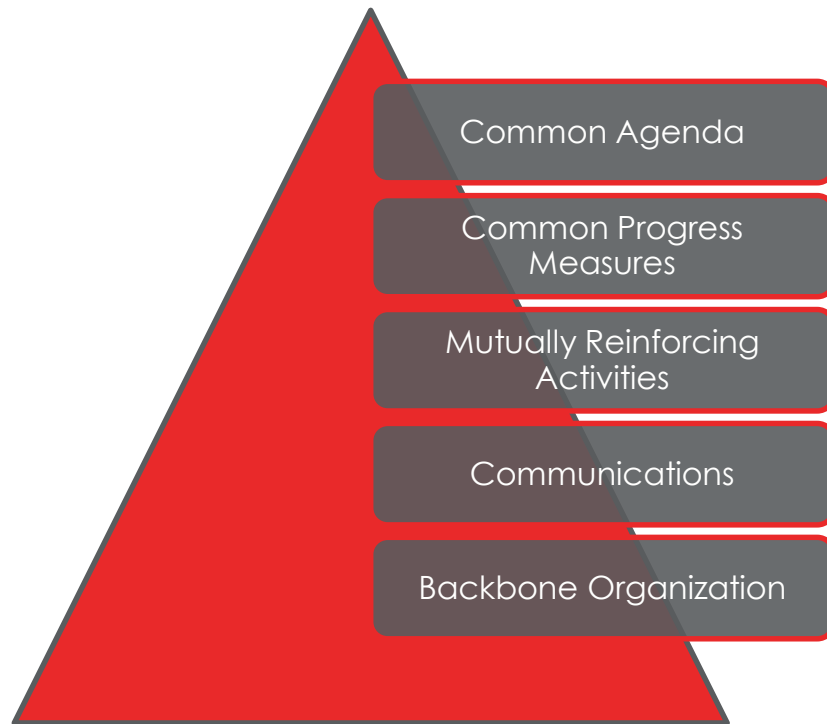 Common Agenda
Common Progress
Measures
Mutually Reinforcing
Activities
Communications
Backbone Organization